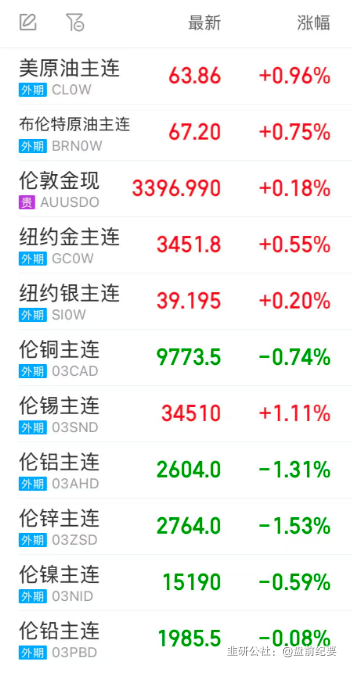 最新 涨幅
美原油主连 63.86 +0.96%
外期 CL0W
布伦特原油主连 67.20 +0.75%
外期 BRN0W
伦敦金现 3396.990 +0.18%
贵 AUUSDO
纽约金主连 3451.8 +0.55%
外期 GC0W
纽约银主连 39.195 +0.20%
外期 SI0W
伦铜主连 9773.5 -0.74%
外期 03CAD
伦锡主连 34510 +1.11%
外期 03SND
伦铝主连 2604.0 -1.31%
外期 03AHD
伦锌主连 2764.0 -1.53%
外期 03ZSD
伦镍主连 15190 -0.59%
外期 03NID
伦铅主连 1985.5 -0.08%
外期 03PBD
韭研公社：@盘前纪要